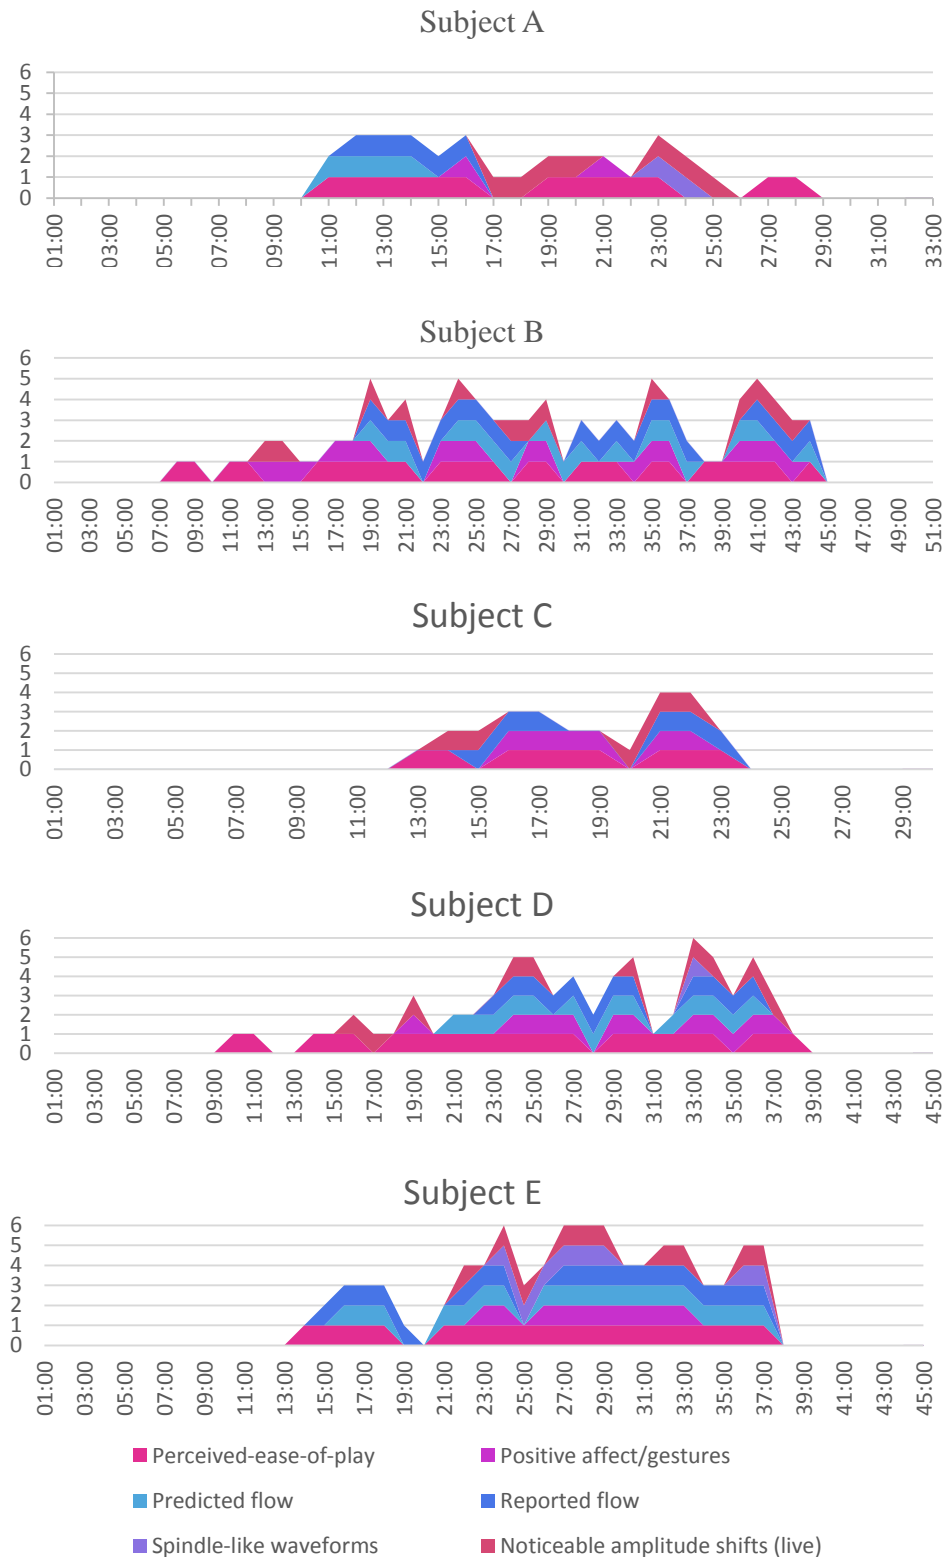 Subject A
6
5
4
3
2
1
0
01:00 03:00 05:00 07:00 09:00 11:00 13:00 15:00 17:00 19:00 21:00 23:00 25:00 27:00 29:00 31:00 33:00
Subject B
6
5
4
3
2
1
0
01:00 03:00 05:00 07:00 09:00 11:00 13:00 15:00 17:00 19:00 21:00 23:00 25:00 27:00 29:00 31:00 33:00 35:00 37:00 39:00 41:00 43:00 45:00 47:00 49:00 51:00
Subject C
6
5
4
3
2
1
0
01:00 03:00 05:00 07:00 09:00 11:00 13:00 15:00 17:00 19:00 21:00 23:00 25:00 27:00 29:00
Subject D
6
5
4
3
2
1
0
01:00 03:00 05:00 07:00 09:00 11:00 13:00 15:00 17:00 19:00 21:00 23:00 25:00 27:00 29:00 31:00 33:00 35:00 37:00 39:00 41:00 43:00 45:00
Subject E
6
5
4
3
2
1
0
01:00 03:00 05:00 07:00 09:00 11:00 13:00 15:00 17:00 19:00 21:00 23:00 25:00 27:00 29:00 31:00 33:00 35:00 37:00 39:00 41:00 43:00 45:00
Perceived-ease-of-play Positive affect/gestures
Predicted flow Reported flow
Spindle-like waveforms Noticeable amplitude shifts (live)